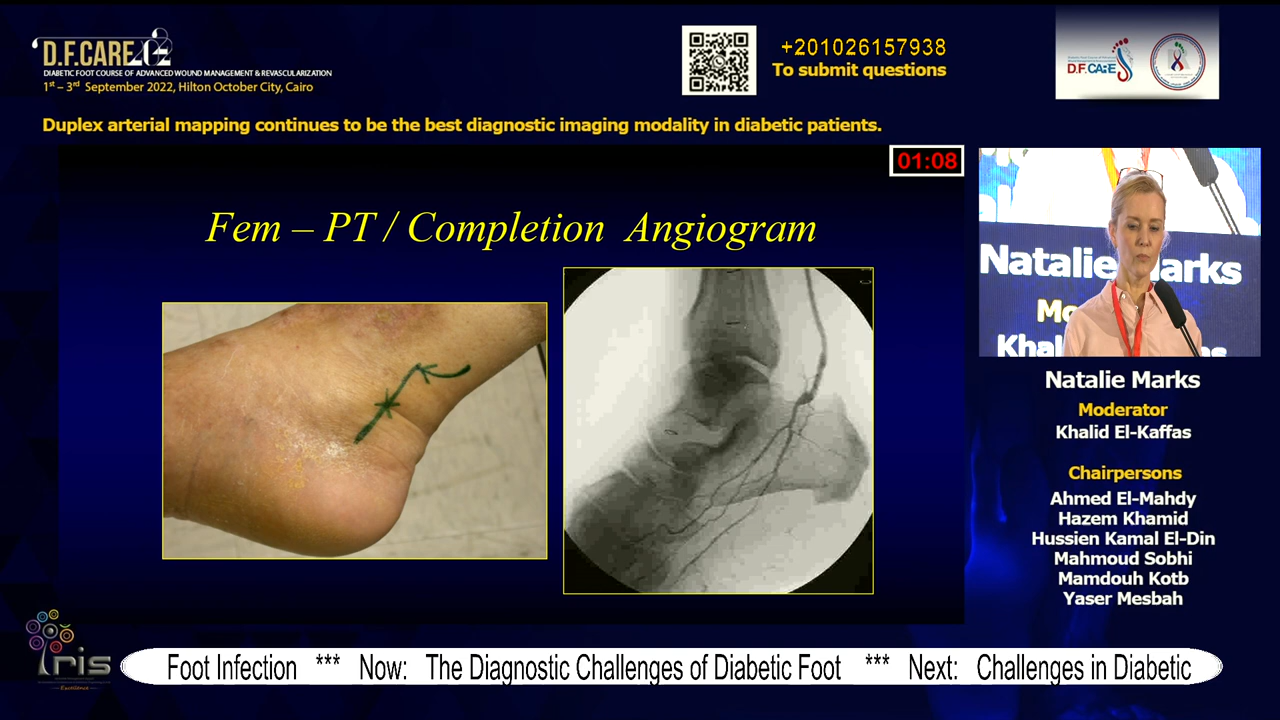 D.F.CARE
DIABETIC FOOT COURSE OF ADVANCED WOUND MANAGEMENT & REVASCULARIZATION
1st – 3rd September 2022, Hilton October City, Cairo
+201026157938
To submit questions
D.F.CARE
Duplex arterial mapping continues to be the best diagnostic imaging modality in diabetic patients.
01:08
Fem – PT / Completion Angiogram
Natalie Marks
Natalie Marks
Moderator
Khalid El-Kaffas
Chairpersons
Ahmed El-Mahdy
Hazem Khamid
Hussien Kamal El-Din
Mahmoud Sobhi
Mamdouh Kotb
Yaser Mesbah
Iris
Excellence
Foot Infection *** Now: The Diagnostic Challenges of Diabetic Foot *** Next: Challenges in Diabetic